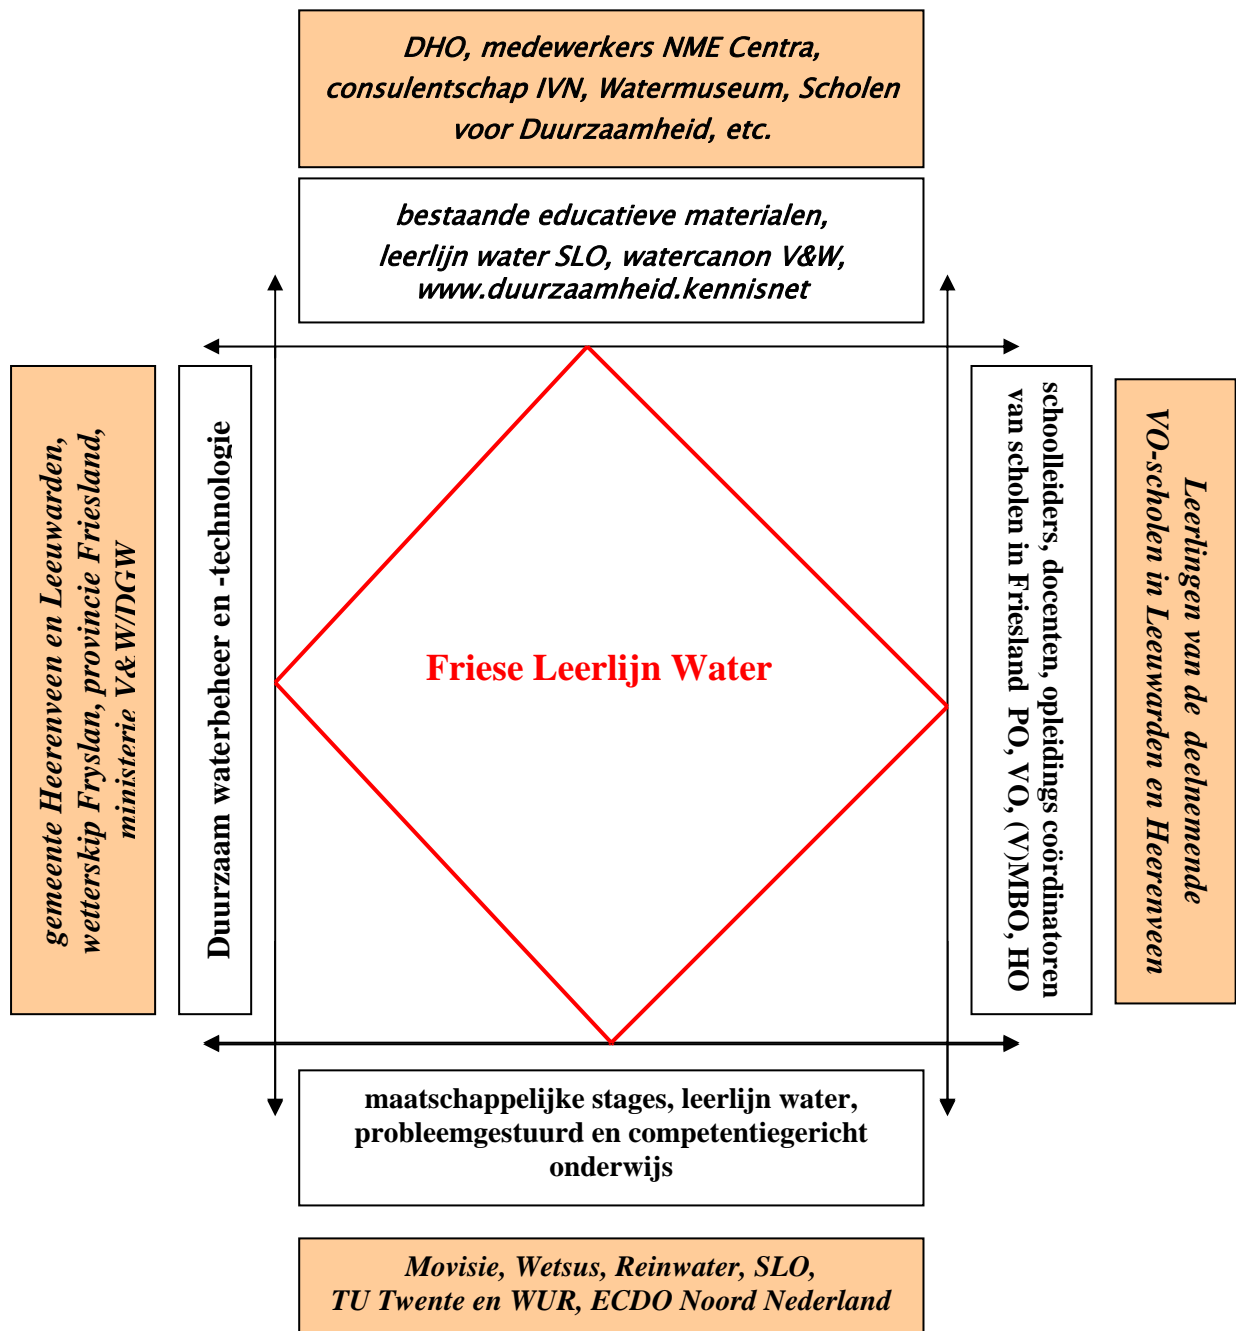 DHO, medewerkers NME Centra,
consulentschap IVN, Watermuseum, Scholen
voor Duurzaamheid, etc.
bestaande educatieve materialen,
leerlijn water SLO, watercanon V&W,
www.duurzaamheid.kennisnet
gemeente Heerenveen en Leeuwarden,
wetterskip Fryslan, provincie Friesland,
ministerie V&W/DGW
Duurzaam waterbeheer en -technologie
Friese Leerlijn Water
schoolleiders, docenten, opleidings coördinatoren
van scholen in Friesland PO, VO, (V)MBO, HO
Leerlingen van de deelnemende
VO-scholen in Leeuwarden en Heerenveen
maatschappelijke stages, leerlijn water,
probleemgestuurd en competentiegericht
onderwijs
Movisie, Wetsus, Reinwater, SLO,
TU Twente en WUR, ECDO Noord Nederland